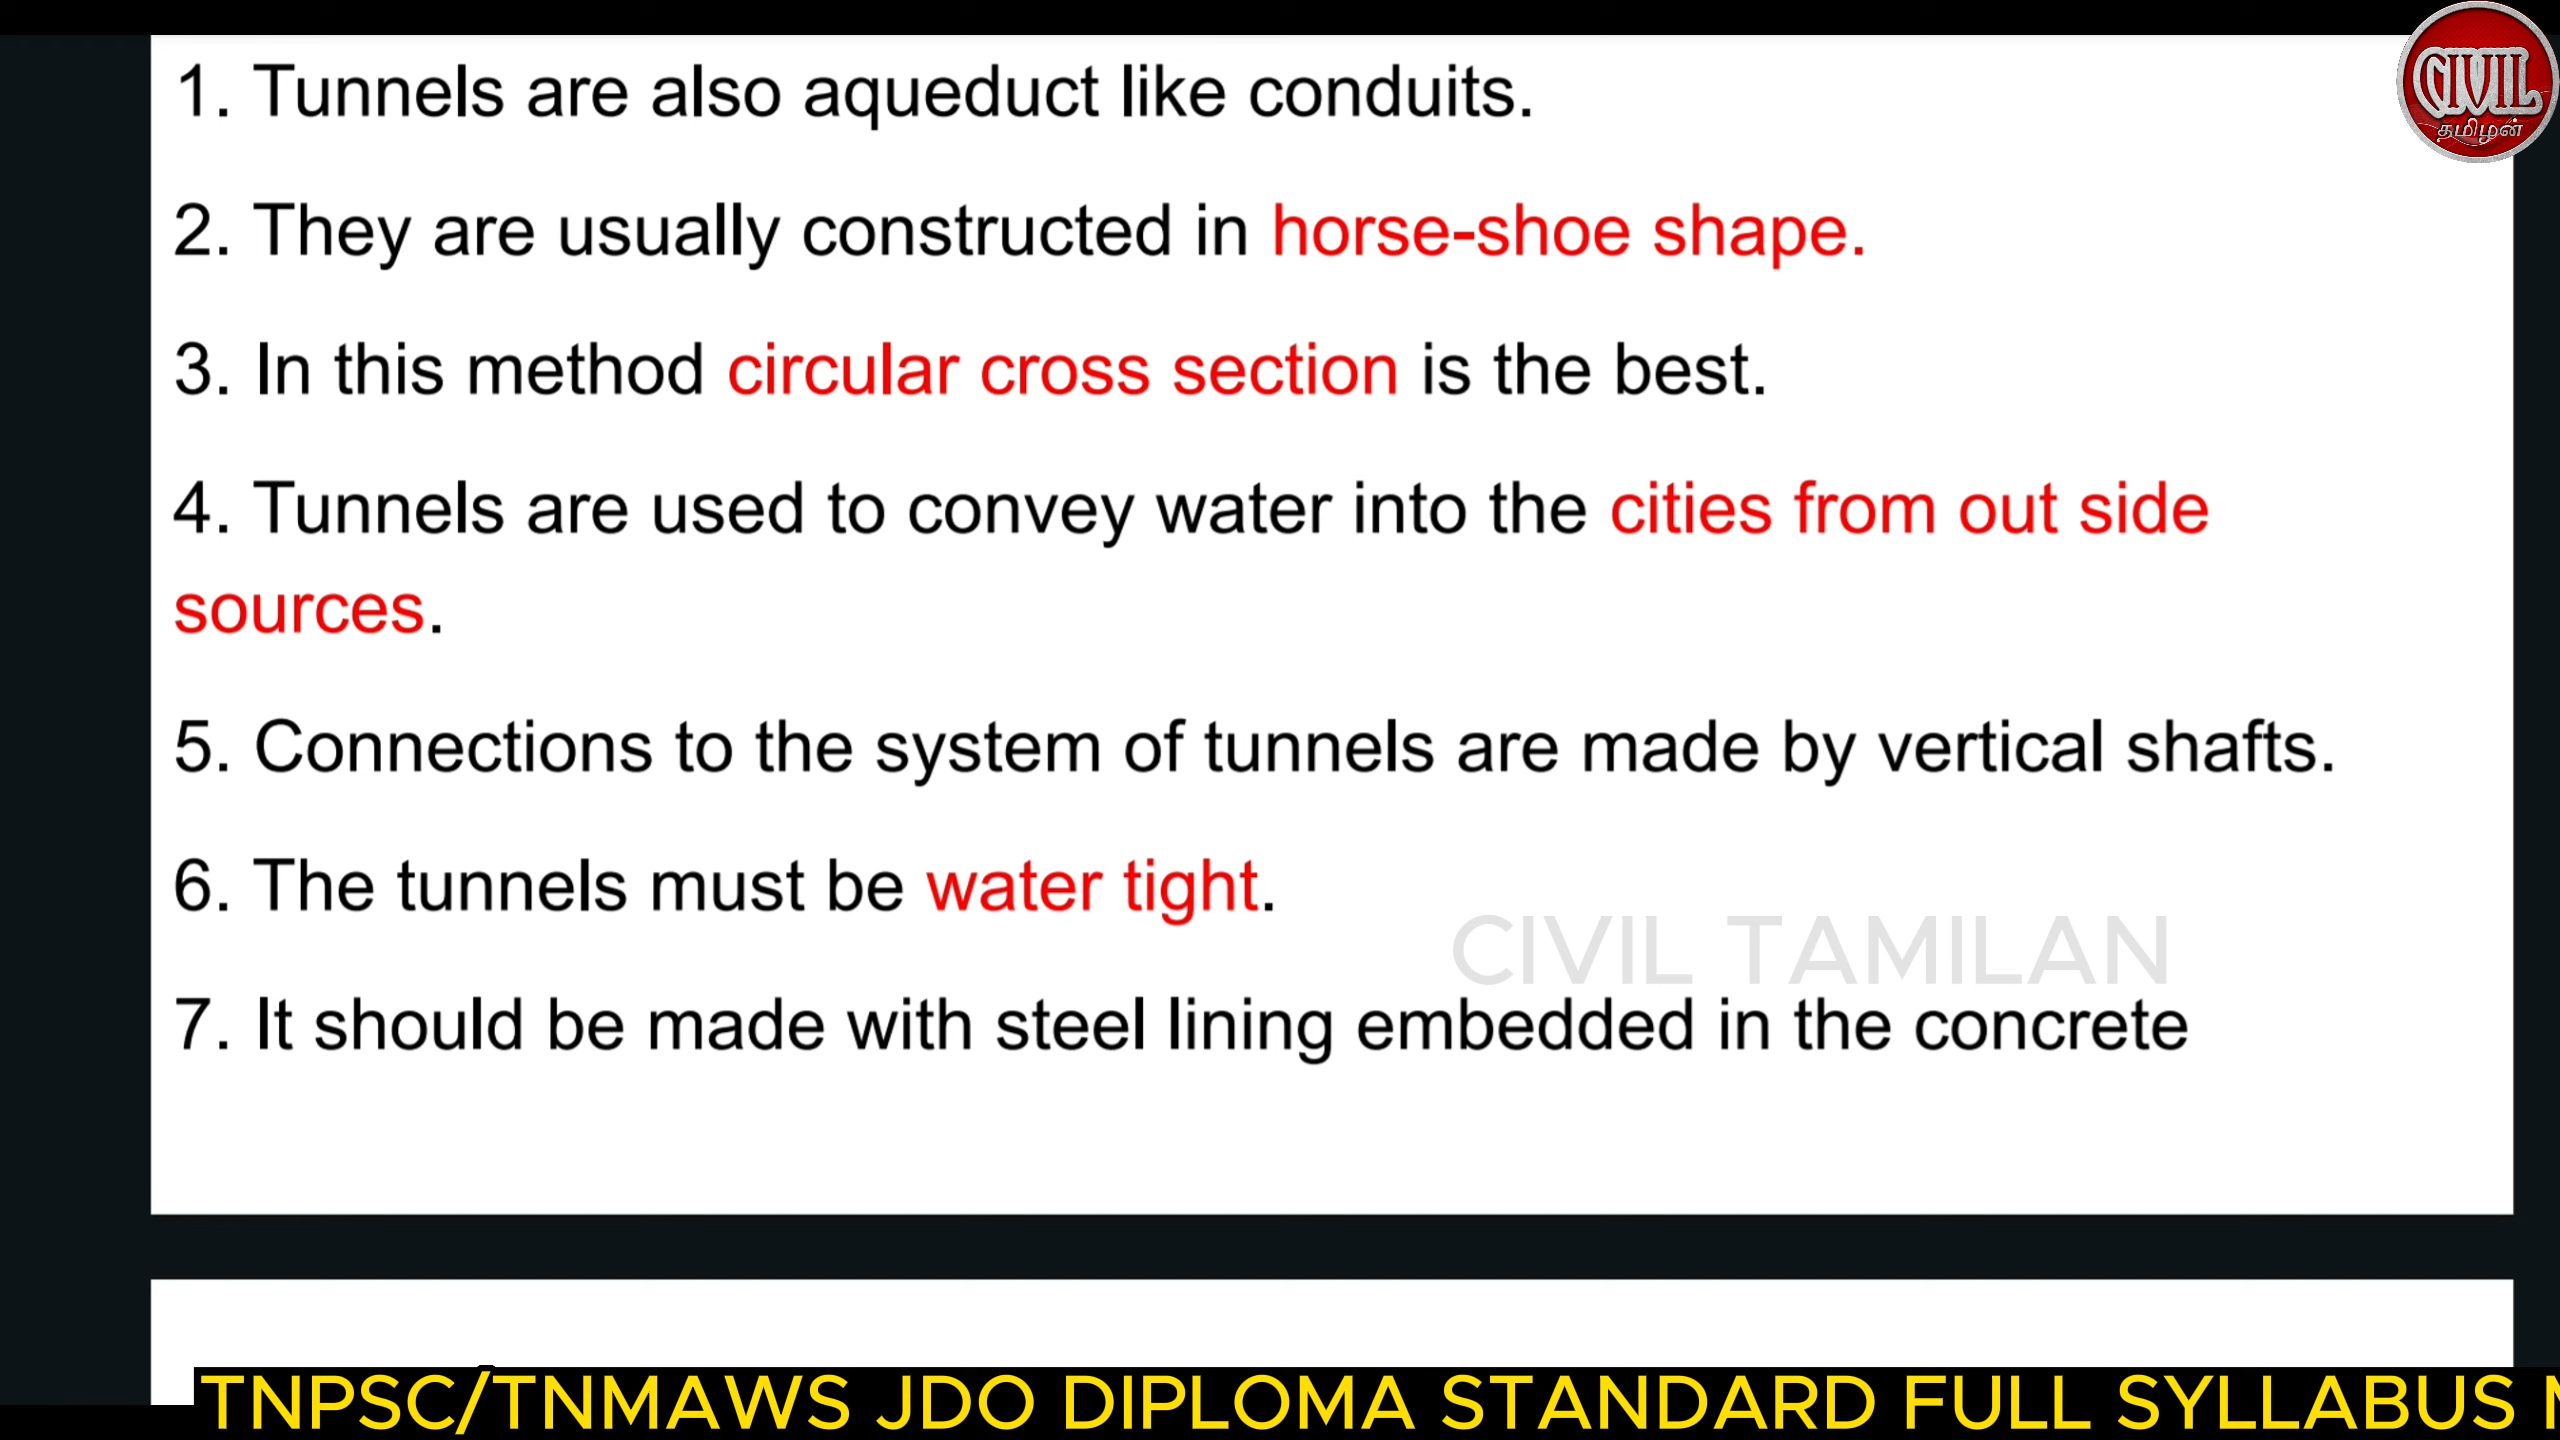 CIVIL
தமிழன்
1. Tunnels are also aqueduct like conduits.
2. They are usually constructed in horse-shoe shape.
3. In this method circular cross section is the best.
4. Tunnels are used to convey water into the cities from out side
sources.
5. Connections to the system of tunnels are made by vertical shafts.
6. The tunnels must be water tight.
CIVIL TAMILAN
7. It should be made with steel lining embedded in the concrete
TNPSC/TNMAWS JDO DIPLOMA STANDARD FULL SYLLABUS